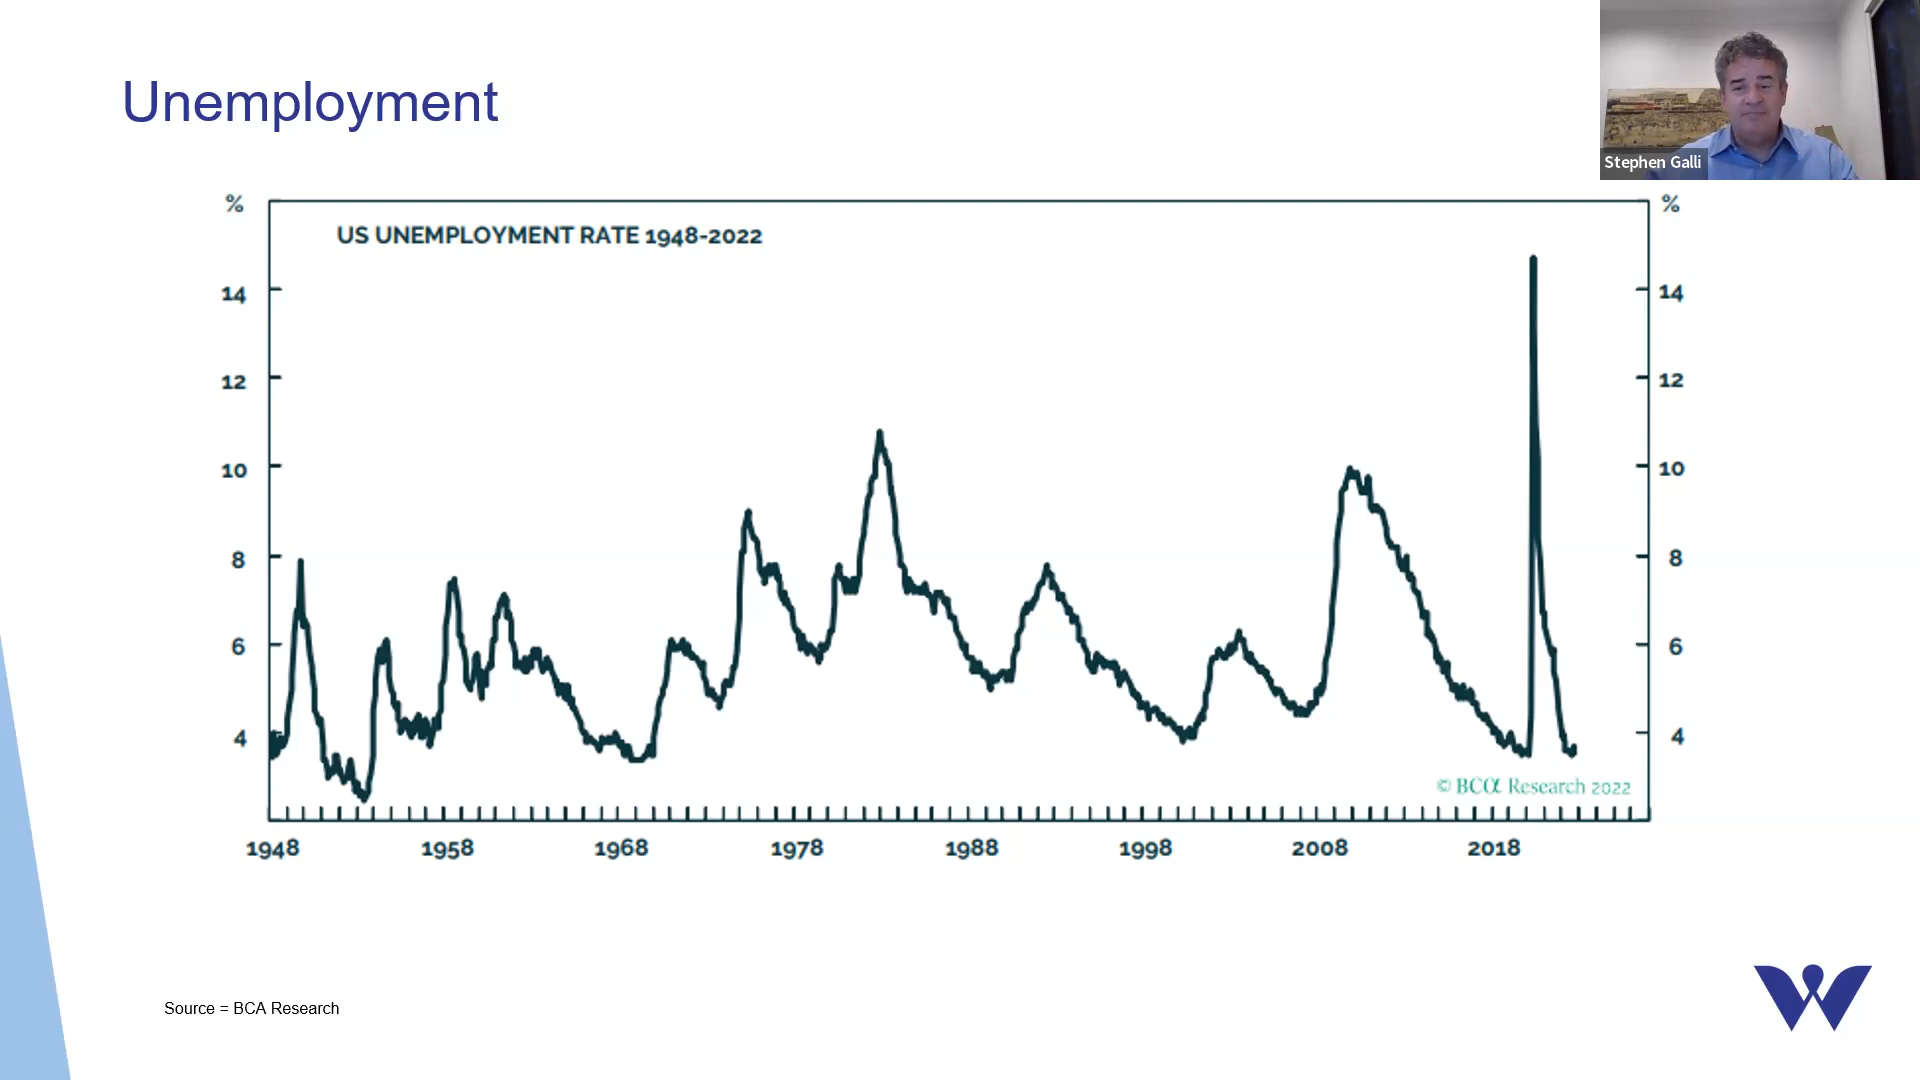 Unemployment
Stephen Galli
% %
US UNEMPLOYMENT RATE 1948-2022
14 14
12 12
10 10
8 8
6 6
4 4
© BCA Research 2022
1948 1958 1968 1978 1988 1998 2008 2018
Source = BCA Research